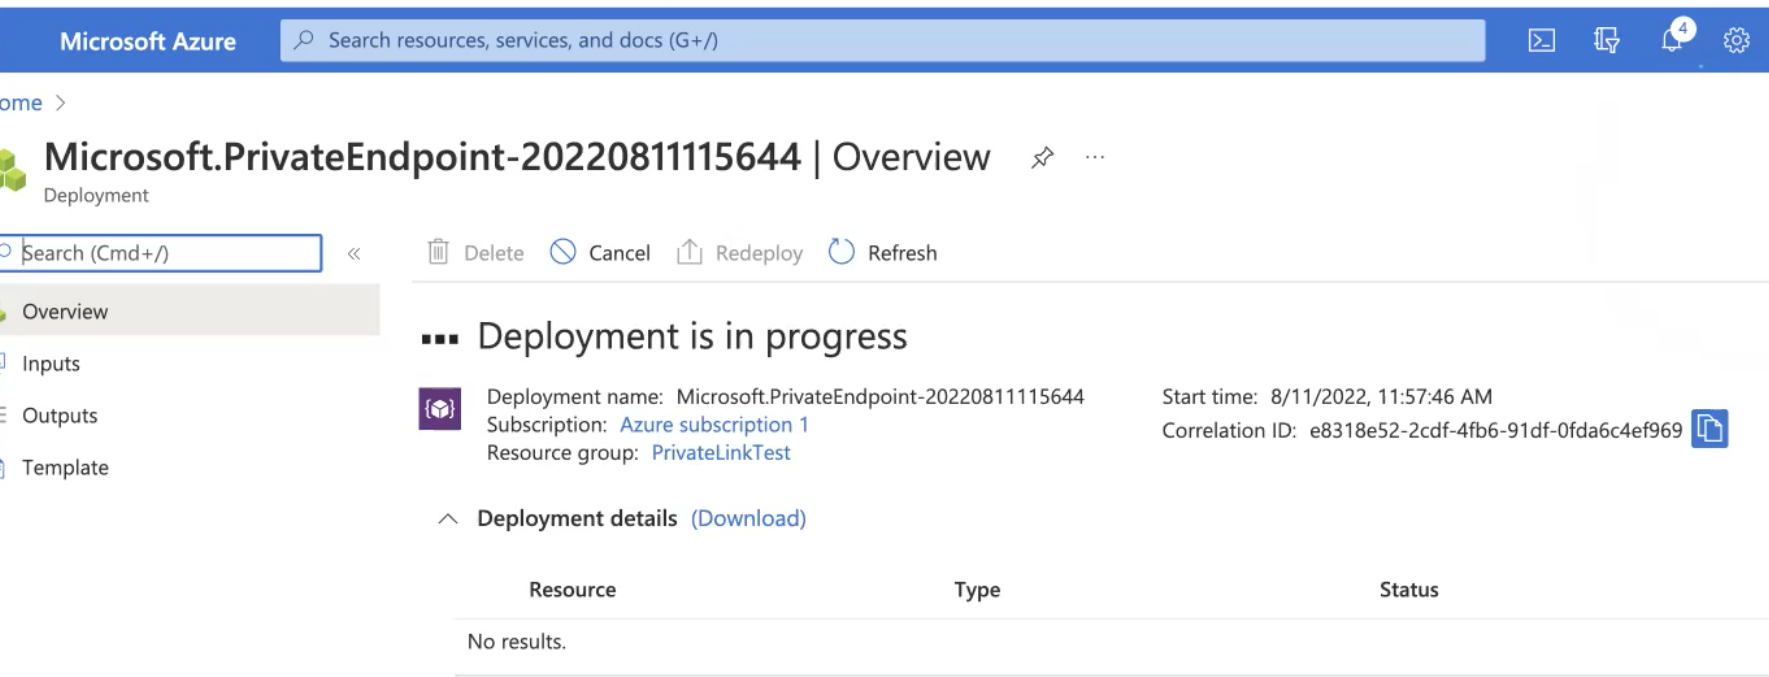 Microsoft Azure
Search resources, services, and docs (G+/)
4
ome >
Microsoft.PrivateEndpoint-20220811115644 | Overview
Deployment
Search (Cmd+/)
«
Delete Cancel Redeploy Refresh
Overview
Inputs
Outputs
Template
Deployment is in progress
Deployment name: Microsoft.PrivateEndpoint-20220811115644
Subscription: Azure subscription 1
Resource group: PrivateLinkTest
Start time: 8/11/2022, 11:57:46 AM
Correlation ID: e8318e52-2cdf-4fb6-91df-0fda6c4ef969
Deployment details (Download)
Resource Type Status
No results.